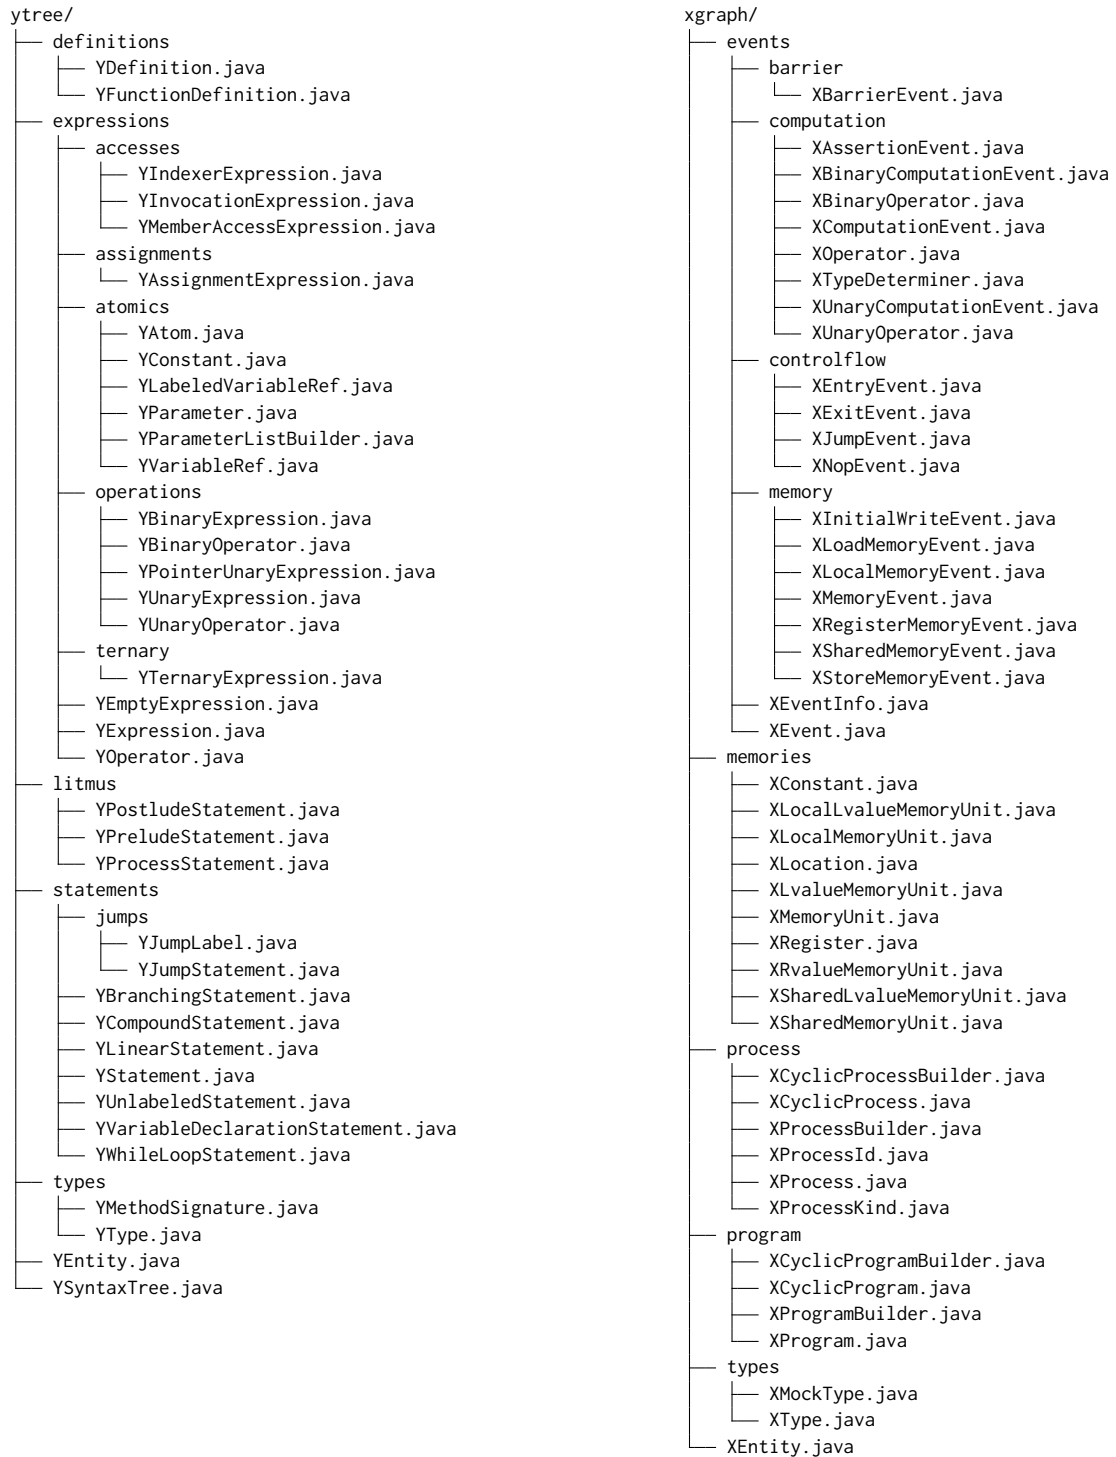 ytree/
├── definitions
│   ├── YDefinition.java
│   └── YFunctionDefinition.java
├── expressions
│   ├── accesses
│   │   ├── YIndexerExpression.java
│   │   ├── YInvocationExpression.java
│   │   └── YMemberAccessExpression.java
│   ├── assignments
│   │   └── YAssignmentExpression.java
│   ├── atomics
│   │   ├── YAtom.java
│   │   ├── YConstant.java
│   │   ├── YLabeledVariableRef.java
│   │   ├── YParameter.java
│   │   ├── YParameterListBuilder.java
│   │   └── YVariableRef.java
│   ├── operations
│   │   ├── YBinaryExpression.java
│   │   ├── YBinaryOperator.java
│   │   ├── YPointerUnaryExpression.java
│   │   ├── YUnaryExpression.java
│   │   └── YUnaryOperator.java
│   ├── ternary
│   │   └── YTernaryExpression.java
│   ├── YEmptyExpression.java
│   ├── YExpression.java
│   └── YOperator.java
├── litmus
│   ├── YPostludeStatement.java
│   ├── YPreludeStatement.java
│   └── YProcessStatement.java
├── statements
│   ├── jumps
│   │   ├── YJumpLabel.java
│   │   └── YJumpStatement.java
│   ├── YBranchingStatement.java
│   ├── YCompoundStatement.java
│   ├── YLinearStatement.java
│   ├── YStatement.java
│   ├── YUnlabeledStatement.java
│   ├── YVariableDeclarationStatement.java
│   └── YWhileLoopStatement.java
├── types
│   ├── YMethodSignature.java
│   └── YType.java
├── YEntity.java
└── YSyntaxTree.java
xgraph/
├── events
│   ├── barrier
│   │   └── XBarrierEvent.java
│   ├── computation
│   │   ├── XAssertionEvent.java
│   │   ├── XBinaryComputationEvent.java
│   │   ├── XBinaryOperator.java
│   │   ├── XComputationEvent.java
│   │   ├── XOperator.java
│   │   ├── XTypeDeterminer.java
│   │   ├── XUnaryComputationEvent.java
│   │   └── XUnaryOperator.java
│   ├── controlflow
│   │   ├── XEntryEvent.java
│   │   ├── XExitEvent.java
│   │   ├── XJumpEvent.java
│   │   └── XNopEvent.java
│   ├── memory
│   │   ├── XInitialWriteEvent.java
│   │   ├── XLoadMemoryEvent.java
│   │   ├── XLocalMemoryEvent.java
│   │   ├── XMemoryEvent.java
│   │   ├── XRegisterMemoryEvent.java
│   │   ├── XSharedMemoryEvent.java
│   │   └── XStoreMemoryEvent.java
│   ├── XEventInfo.java
│   └── XEvent.java
├── memories
│   ├── XConstant.java
│   ├── XLocalLvalueMemoryUnit.java
│   ├── XLocalMemoryUnit.java
│   ├── XLocation.java
│   ├── XLvalueMemoryUnit.java
│   ├── XMemoryUnit.java
│   ├── XRegister.java
│   ├── XRvalueMemoryUnit.java
│   ├── XSharedLvalueMemoryUnit.java
│   └── XSharedMemoryUnit.java
├── process
│   ├── XCyclicProcessBuilder.java
│   ├── XCyclicProcess.java
│   ├── XProcessBuilder.java
│   ├── XProcessId.java
│   ├── XProcess.java
│   └── XProcessKind.java
├── program
│   ├── XCyclicProgramBuilder.java
│   ├── XCyclicProgram.java
│   ├── XProgramBuilder.java
│   └── XProgram.java
├── types
│   ├── XMockType.java
│   └── XType.java
└── XEntity.java